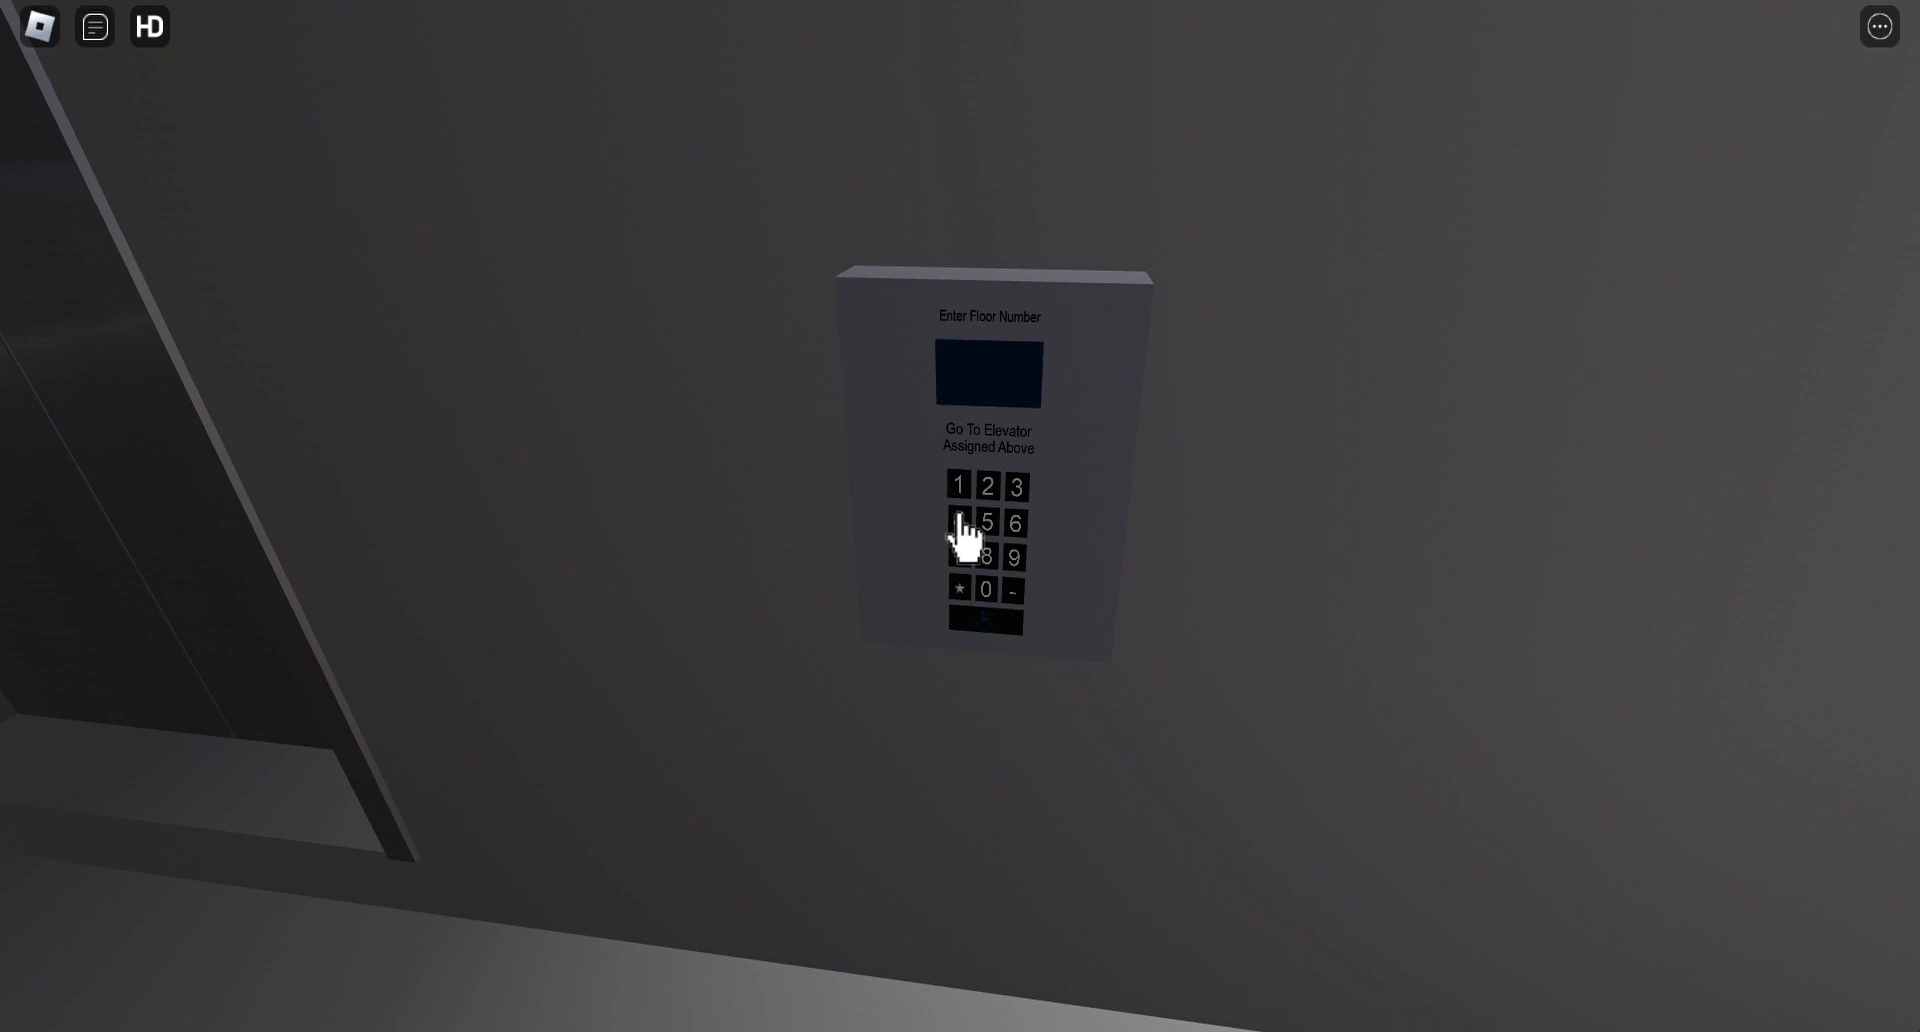 HD
Enter Floor Number
Go To Elevator
Assigned Above
1 2 3
5 6
8 9
★ 0 -